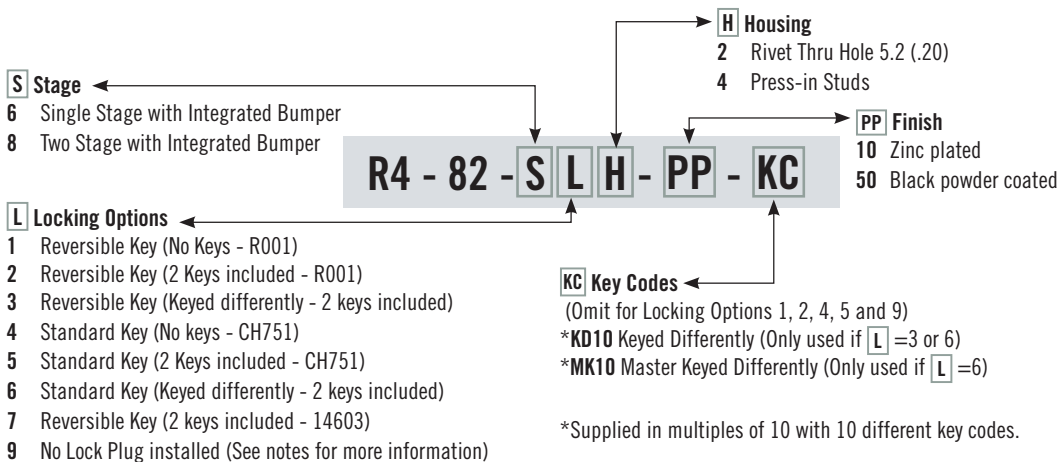 H Housing
2 Rivet Thru Hole 5.2 (.20)
4 Press-in Studs
S Stage
6 Single Stage with Integrated Bumper
8 Two Stage with Integrated Bumper
PP Finish
10 Zinc plated
50 Black powder coated
R4 - 82 - S L H - PP - KC
L Locking Options
1 Reversible Key (No Keys - R001)
2 Reversible Key (2 Keys included - R001)
3 Reversible Key (Keyed differently - 2 keys included)
4 Standard Key (No keys - CH751)
5 Standard Key (2 Keys included - CH751)
6 Standard Key (Keyed differently - 2 keys included)
7 Reversible Key (2 keys included - 14603)
9 No Lock Plug installed (See notes for more information)
KC Key Codes
(Omit for Locking Options 1, 2, 4, 5 and 9)
*KD10 Keyed Differently (Only used if L =3 or 6)
*MK10 Master Keyed Differently (Only used if L =6)
*Supplied in multiples of 10 with 10 different key codes.